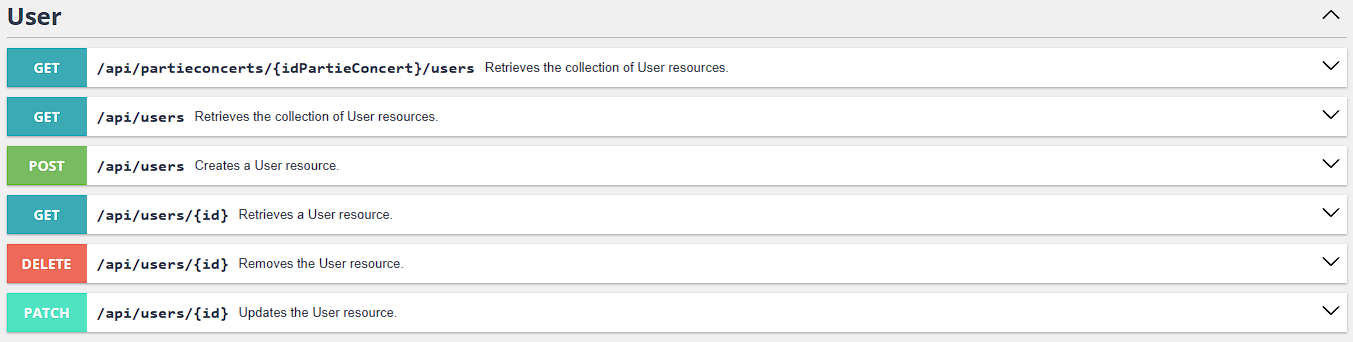 User
GET /api/partieconcerts/{idPartieConcert}/users Retrieves the collection of User resources.
GET /api/users Retrieves the collection of User resources.
POST /api/users Creates a User resource.
GET /api/users/{id} Retrieves a User resource.
DELETE /api/users/{id} Removes the User resource.
PATCH /api/users/{id} Updates the User resource.